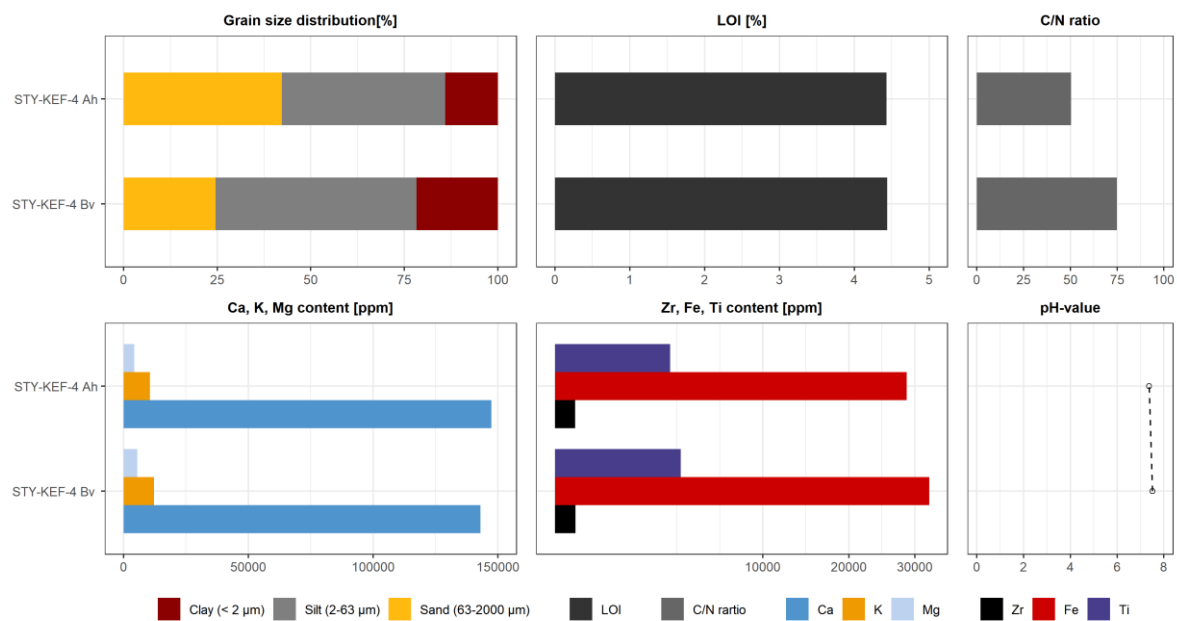 Grain size distribution[%]
LOI [%]
C/N ratio
STY-KEF-4 Ah
STY-KEF-4 Bv
0 25 50 75 100
0 1 2 3 4 5
0 25 50 75 100
Ca, K, Mg content [ppm]
Zr, Fe, Ti content [ppm]
pH-value
STY-KEF-4 Ah
STY-KEF-4 Bv
0 50000 100000 150000
10000 20000 30000
0 2 4 6 8
Clay (< 2 µm) Silt (2-63 µm) Sand (63-2000 µm) LOI C/N rartio Ca K Mg Zr Fe Ti